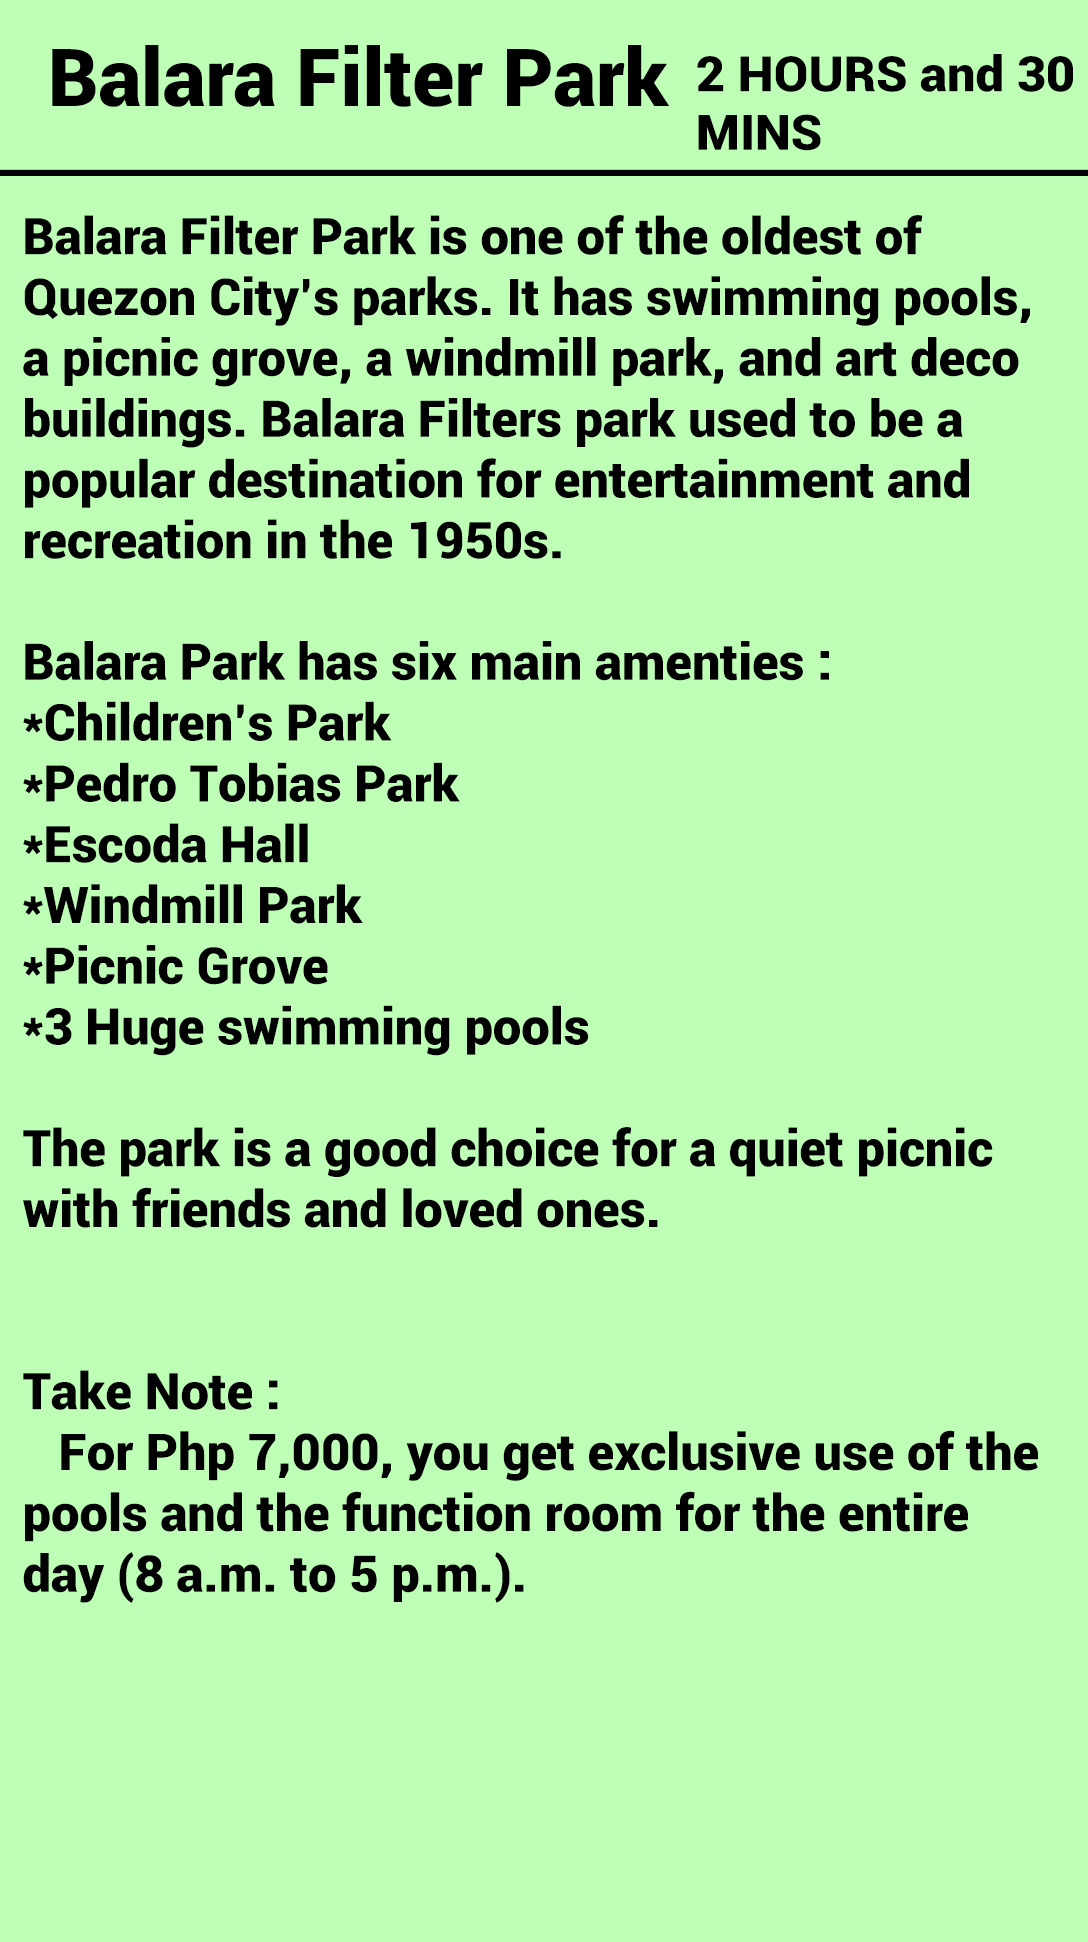 Balara Filter Park
2 HOURS and 30
MINS
Balara Filter Park is one of the oldest of
Quezon City's parks. It has swimming pools,
a picnic grove, a windmill park, and art deco
buildings. Balara Filters park used to be a
popular destination for entertainment and
recreation in the 1950s.
Balara Park has six main amenties :
*Children's Park
*Pedro Tobias Park
*Escoda Hall
*Windmill Park
*Picnic Grove
*3 Huge swimming pools
The park is a good choice for a quiet picnic
with friends and loved ones.
Take Note :
For Php 7,000, you get exclusive use of the
pools and the function room for the entire
day (8 a.m. to 5 p.m.).